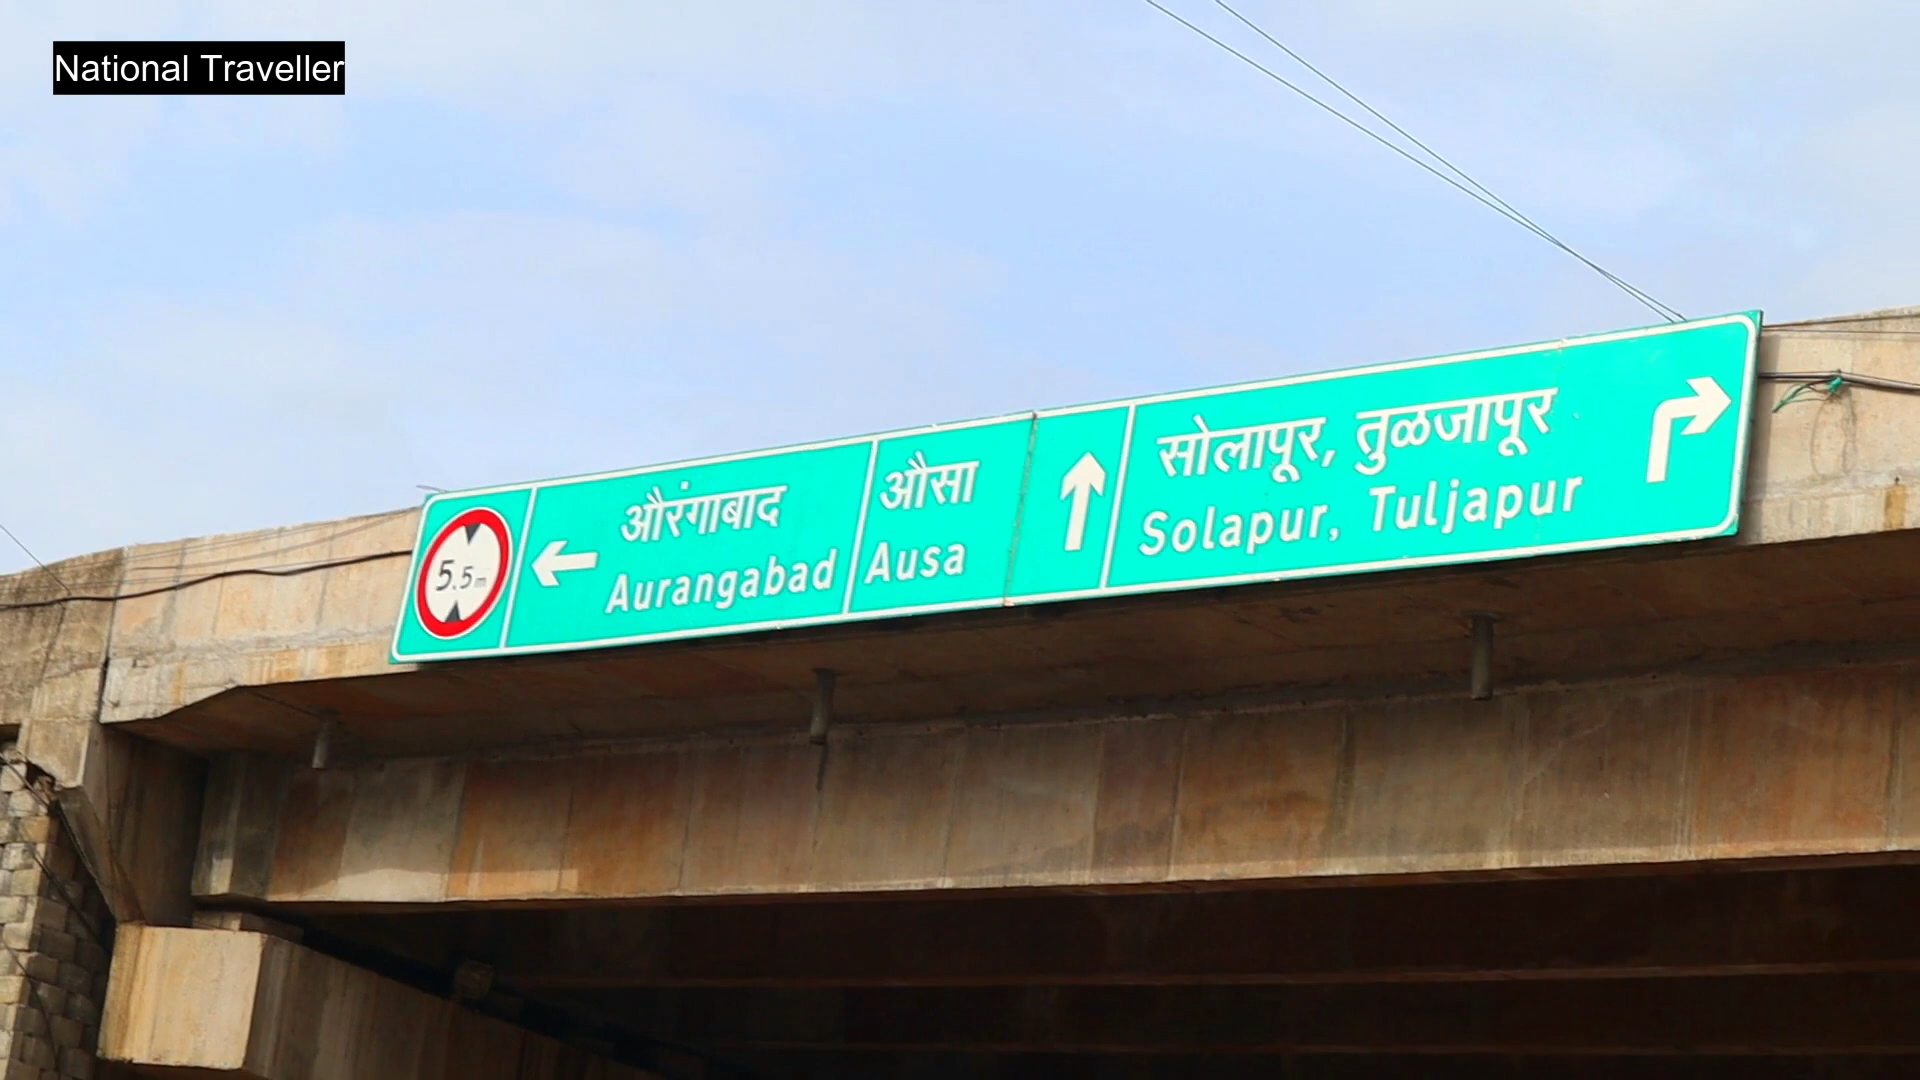 National Traveller
5.5m
औरंगाबाद
Aurangabad
औसा
Ausa
सोलापूर, तुळजापूर
Solapur, Tuljapur